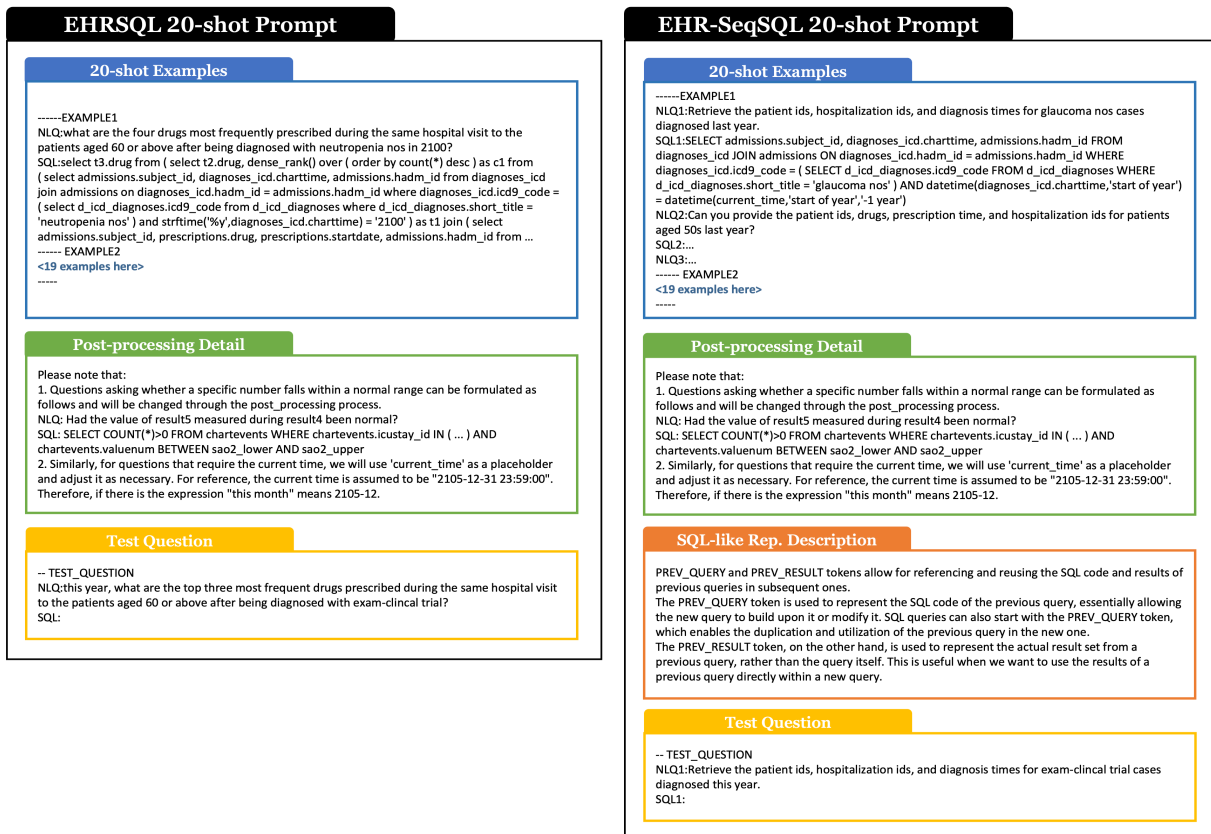 EHRSQL 20-shot Prompt
20-shot Examples
------EXAMPLE1
NLQ:what are the four drugs most frequently prescribed during the same hospital visit to the
patients aged 60 or above after being diagnosed with neutropenia nos in 2100?
SQL:select t3.drug from ( select t2.drug, dense_rank() over ( order by count(*) desc ) as c1 from
( select admissions.subject_id, diagnoses_icd.charttime, admissions.hadm_id from diagnoses_icd
join admissions on diagnoses_icd.hadm_id = admissions.hadm_id where diagnoses_icd.icd9_code =
( select d_icd_diagnoses.icd9_code from d_icd_diagnoses where d_icd_diagnoses.short_title =
'neutropenia nos' ) and strftime('%y',diagnoses_icd.charttime) = '2100' ) as t1 join ( select
admissions.subject_id, prescriptions.drug, prescriptions.startdate, admissions.hadm_id from ...
------ EXAMPLE2
<19 examples here>
-----
Post-processing Detail
Please note that:
1. Questions asking whether a specific number falls within a normal range can be formulated as
follows and will be changed through the post_processing process.
NLQ: Had the value of result5 measured during result4 been normal?
SQL: SELECT COUNT(*)>0 FROM chartevents WHERE chartevents.icustay_id IN ( ... ) AND
chartevents.valuenum BETWEEN sao2_lower AND sao2_upper
2. Similarly, for questions that require the current time, we will use 'current_time' as a placeholder
and adjust it as necessary. For reference, the current time is assumed to be "2105-12-31 23:59:00".
Therefore, if there is the expression "this month" means 2105-12.
Test Question
-- TEST_QUESTION
NLQ:this year, what are the top three most frequent drugs prescribed during the same hospital visit
to the patients aged 60 or above after being diagnosed with exam-clincal trial?
SQL:
EHR-SeqSQL 20-shot Prompt
20-shot Examples
------EXAMPLE1
NLQ1:Retrieve the patient ids, hospitalization ids, and diagnosis times for glaucoma nos cases
diagnosed last year.
SQL1:SELECT admissions.subject_id, diagnoses_icd.charttime, admissions.hadm_id FROM
diagnoses_icd JOIN admissions ON diagnoses_icd.hadm_id = admissions.hadm_id WHERE
diagnoses_icd.icd9_code = ( SELECT d_icd_diagnoses.icd9_code FROM d_icd_diagnoses WHERE
d_icd_diagnoses.short_title = 'glaucoma nos' ) AND datetime(diagnoses_icd.charttime,'start of year')
= datetime(current_time,'start of year','-1 year')
NLQ2:Can you provide the patient ids, drugs, prescription time, and hospitalization ids for patients
aged 50s last year?
SQL2:...
NLQ3:...
------ EXAMPLE2
<19 examples here>
-----
Post-processing Detail
Please note that:
1. Questions asking whether a specific number falls within a normal range can be formulated as
follows and will be changed through the post_processing process.
NLQ: Had the value of result5 measured during result4 been normal?
SQL: SELECT COUNT(*)>0 FROM chartevents WHERE chartevents.icustay_id IN ( ... ) AND
chartevents.valuenum BETWEEN sao2_lower AND sao2_upper
2. Similarly, for questions that require the current time, we will use 'current_time' as a placeholder
and adjust it as necessary. For reference, the current time is assumed to be "2105-12-31 23:59:00".
Therefore, if there is the expression "this month" means 2105-12.
SQL-like Rep. Description
PREV_QUERY and PREV_RESULT tokens allow for referencing and reusing the SQL code and results of
previous queries in subsequent ones.
The PREV_QUERY token is used to represent the SQL code of the previous query, essentially allowing
the new query to build upon it or modify it. SQL queries can also start with the PREV_QUERY token,
which enables the duplication and utilization of the previous query in the new one.
The PREV_RESULT token, on the other hand, is used to represent the actual result set from a
previous query, rather than the query itself. This is useful when we want to use the results of a
previous query directly within a new query.
Test Question
-- TEST_QUESTION
NLQ1:Retrieve the patient ids, hospitalization ids, and diagnosis times for exam-clincal trial cases
diagnosed this year.
SQL1: